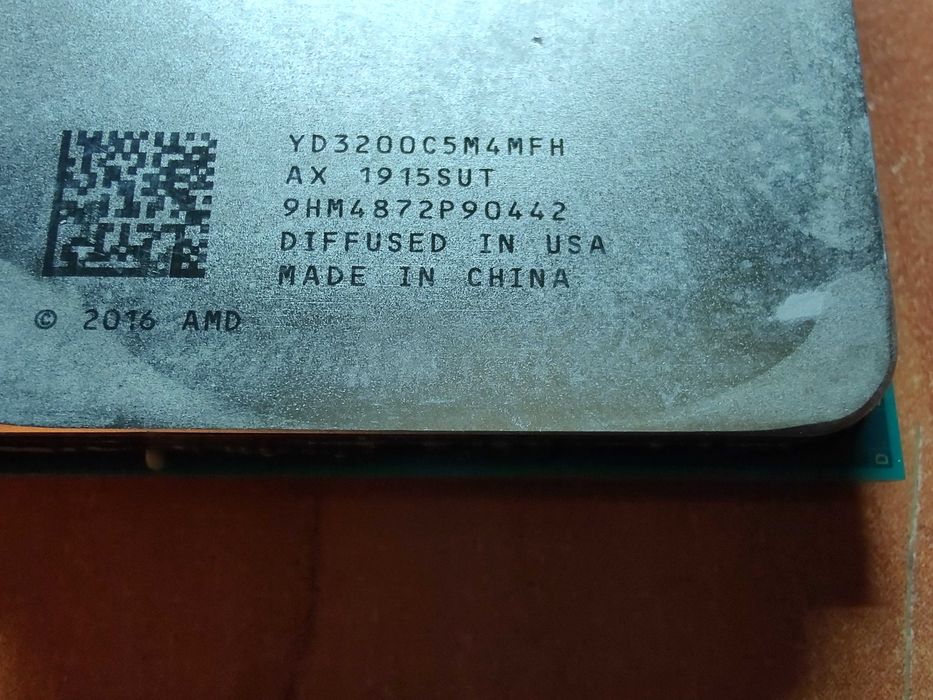 YD3200C5M4MFH
AX 1915SUT
9HM4872P90442
DIFFUSED IN USA
MADE IN CHINA
© 2016 AMD
D